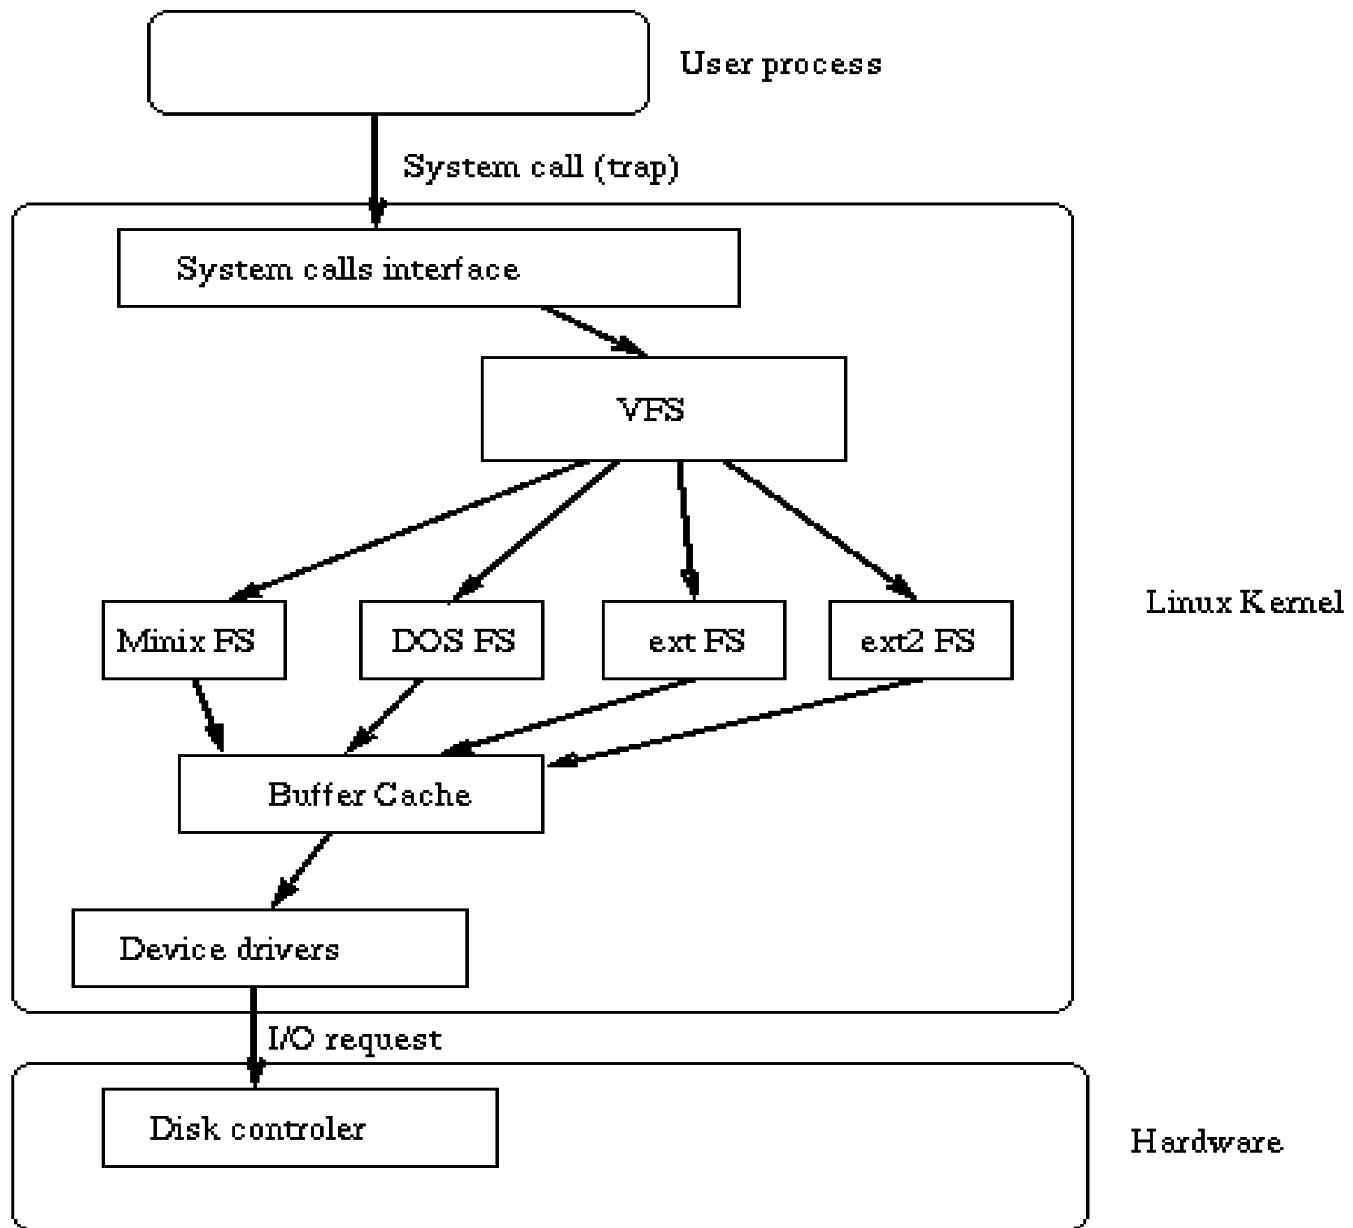 User process
System call (trap)
System calls interface
VFS
Linux Kernel
Minix FS
DOS FS
ext FS
ext2 FS
Buffer Cache
Device drivers
I/O request
Disk controler
Hardware